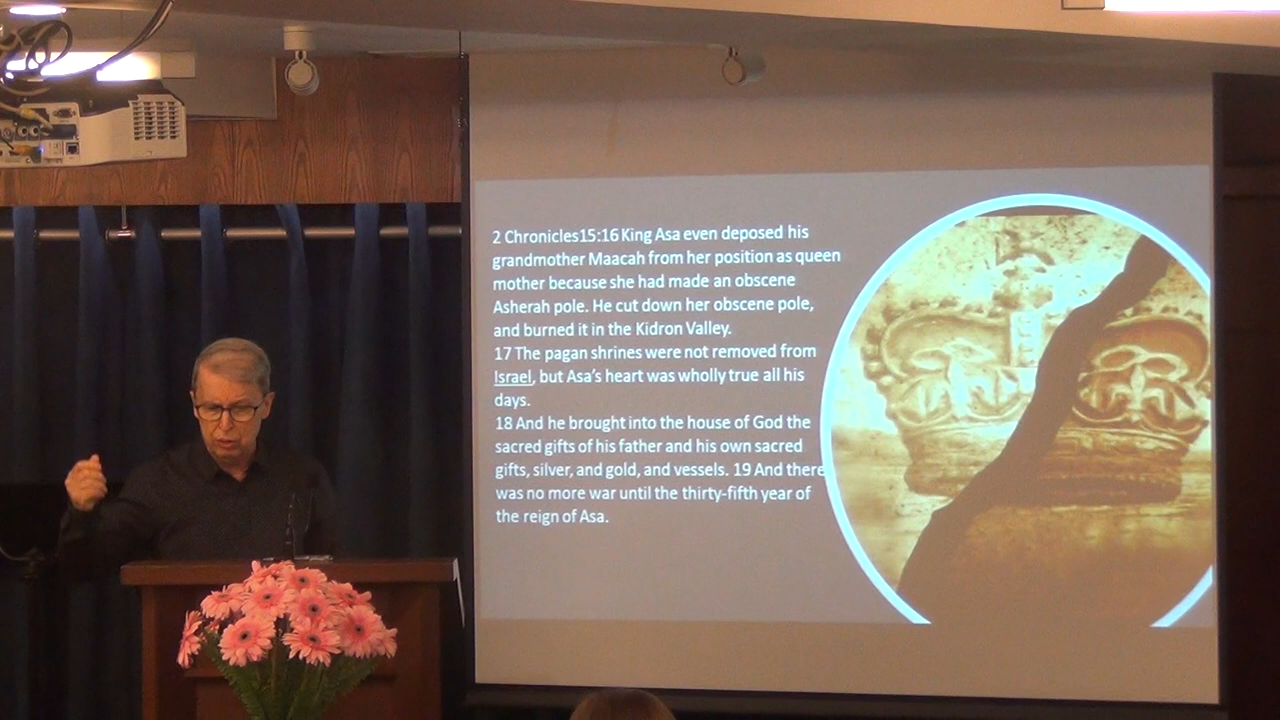 2 Chronicles15:16 King Asa even deposed his
grandmother Maacah from her position as queen
mother because she had made an obscene
Asherah pole. He cut down her obscene pole,
and burned it in the Kidron Valley.
17 The pagan shrines were not removed from
Israel, but Asa's heart was wholly true all his
days.
18 And he brought into the house of God the
sacred gifts of his father and his own sacred
gifts, silver, and gold, and vessels. 19 And there
was no more war until the thirty-fifth year of
the reign of Asa.